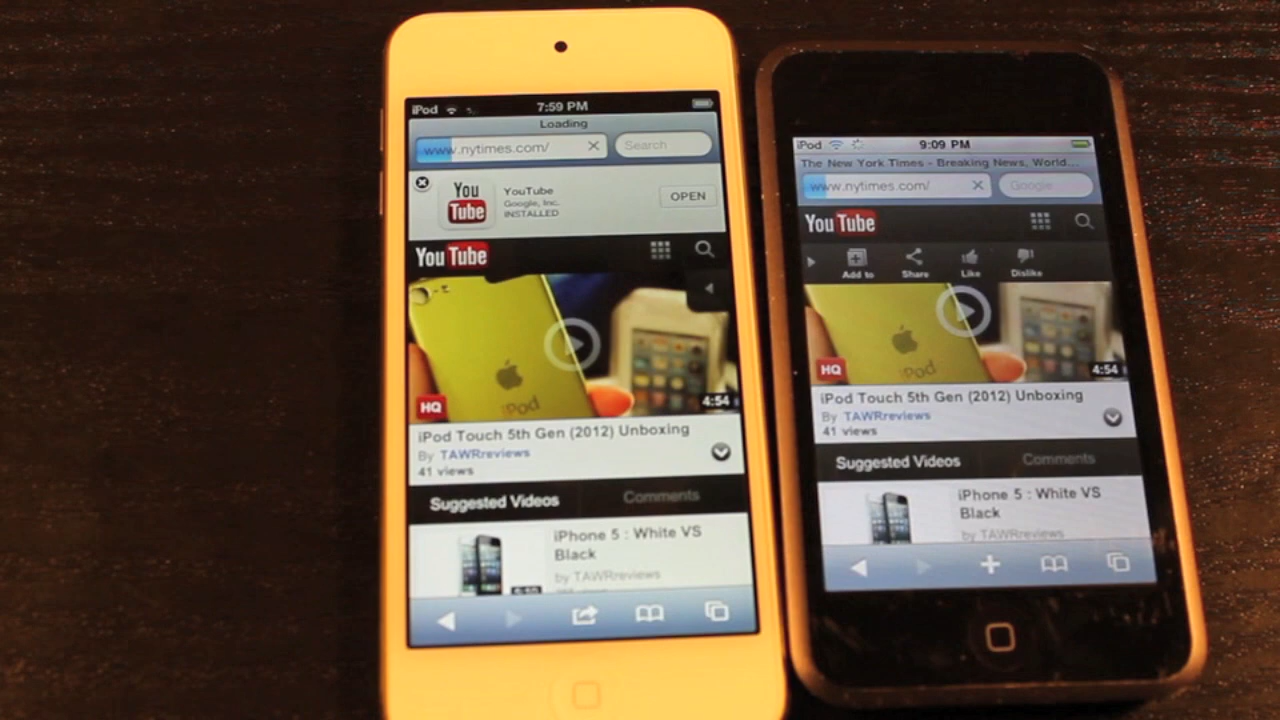 iPod
7:59 PM
Loading
www.nytimes.com/
Search
You
Tube
YouTube
Google, Inc.
INSTALLED
OPEN
YouTube
iPod
HQ
4:54
iPod Touch 5th Gen (2012) Unboxing
By TAWRreviews
41 views
Suggested Videos
Comments
iPhone 5 : White VS
Black
by TAWRreviews
iPod
9:09 PM
The New York Times - Breaking News, World...
www.nytimes.com/
Google
YouTube
Add to
Share
Like
Dislike
iPod
HQ
4:54
iPod Touch 5th Gen (2012) Unboxing
By TAWRreviews
41 views
Suggested Videos
Comments
iPhone 5 : White VS
Black
by TAWRreviews